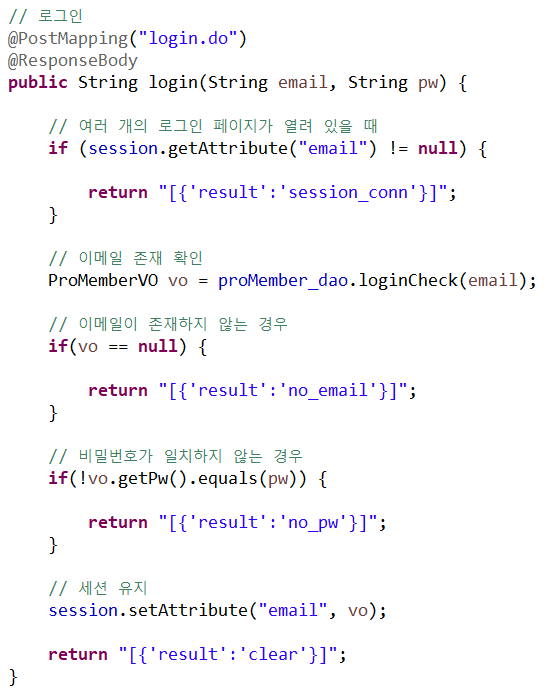 // 로그인
@PostMapping("login.do")
@ResponseBody
public String login(String email, String pw) {
// 여러 개의 로그인 페이지가 열려 있을 때
if (session.getAttribute("email") != null) {
return "[{'result':'session_conn'}]";
}
// 이메일 존재 확인
ProMemberVO vo = proMember_dao.loginCheck(email);
// 이메일이 존재하지 않는 경우
if(vo == null) {
return "[{'result':'no_email'}]";
}
// 비밀번호가 일치하지 않는 경우
if(!vo.getPw().equals(pw)) {
return "[{'result':'no_pw'}]";
}
// 세션 유지
session.setAttribute("email", vo);
return "[{'result':'clear'}]";
}